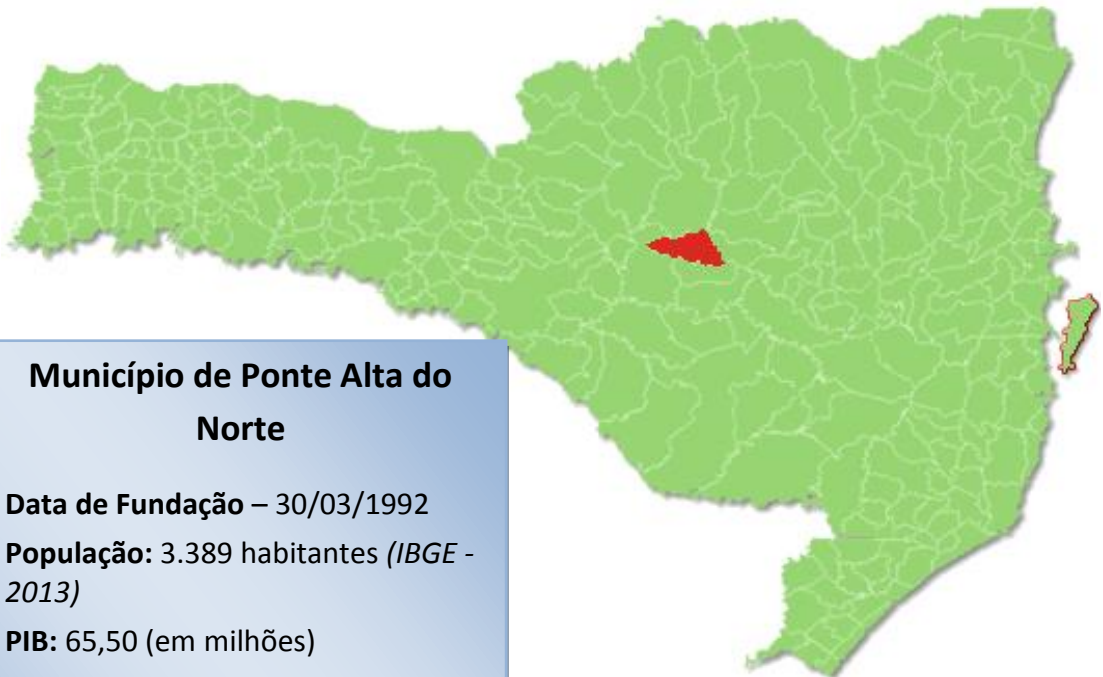 Município de Ponte Alta do
Norte
Data de Fundação – 30/03/1992
População: 3.389 habitantes (IBGE -
2013)
PIB: 65,50 (em milhões)